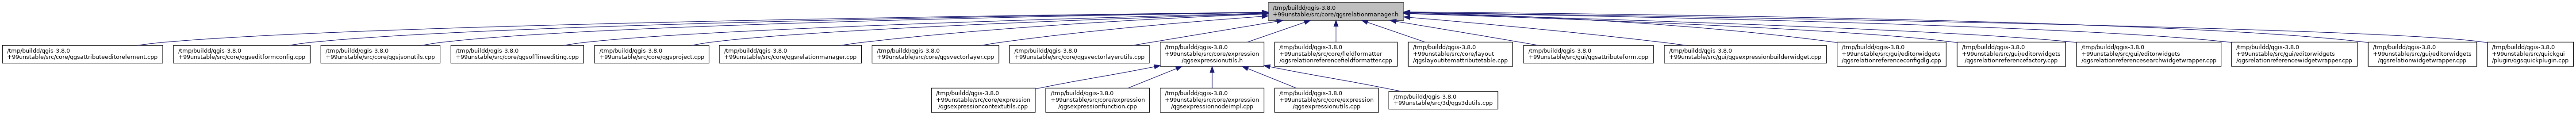 /tmp/buildd/qgis-3.8.0
+99unstable/src/core/qgsrelationmanager.h
/tmp/buildd/qgis-3.8.0
+99unstable/src/core/qgsattributeeditorelement.cpp
/tmp/buildd/qgis-3.8.0
+99unstable/src/core/qgseditformconfig.cpp
/tmp/buildd/qgis-3.8.0
+99unstable/src/core/qgsjsonutils.cpp
/tmp/buildd/qgis-3.8.0
+99unstable/src/core/qgsofflineediting.cpp
/tmp/buildd/qgis-3.8.0
+99unstable/src/core/qgsproject.cpp
/tmp/buildd/qgis-3.8.0
+99unstable/src/core/qgsrelationmanager.cpp
/tmp/buildd/qgis-3.8.0
+99unstable/src/core/qgsvectorlayer.cpp
/tmp/buildd/qgis-3.8.0
+99unstable/src/core/qgsvectorlayerutils.cpp
/tmp/buildd/qgis-3.8.0
+99unstable/src/core/expression
/qgsexpressionutils.h
/tmp/buildd/qgis-3.8.0
+99unstable/src/core/fieldformatter
/qgsrelationreferencefieldformatter.cpp
/tmp/buildd/qgis-3.8.0
+99unstable/src/core/layout
/qgslayoutitemattributetable.cpp
/tmp/buildd/qgis-3.8.0
+99unstable/src/gui/qgsattributeform.cpp
/tmp/buildd/qgis-3.8.0
+99unstable/src/gui/qgsexpressionbuilderwidget.cpp
/tmp/buildd/qgis-3.8.0
+99unstable/src/gui/editorwidgets
/qgsrelationreferenceconfigdlg.cpp
/tmp/buildd/qgis-3.8.0
+99unstable/src/gui/editorwidgets
/qgsrelationreferencefactory.cpp
/tmp/buildd/qgis-3.8.0
+99unstable/src/gui/editorwidgets
/qgsrelationreferencesearchwidgetwrapper.cpp
/tmp/buildd/qgis-3.8.0
+99unstable/src/gui/editorwidgets
/qgsrelationreferencewidgetwrapper.cpp
/tmp/buildd/qgis-3.8.0
+99unstable/src/gui/editorwidgets
/qgsrelationwidgetwrapper.cpp
/tmp/buildd/qgis-3.8.0
+99unstable/src/quickgui
/plugin/qgsquickplugin.cpp
/tmp/buildd/qgis-3.8.0
+99unstable/src/core/expression
/qgsexpressioncontextutils.cpp
/tmp/buildd/qgis-3.8.0
+99unstable/src/core/expression
/qgsexpressionfunction.cpp
/tmp/buildd/qgis-3.8.0
+99unstable/src/core/expression
/qgsexpressionnodeimpl.cpp
/tmp/buildd/qgis-3.8.0
+99unstable/src/core/expression
/qgsexpressionutils.cpp
/tmp/buildd/qgis-3.8.0
+99unstable/src/3d/qgs3dutils.cpp